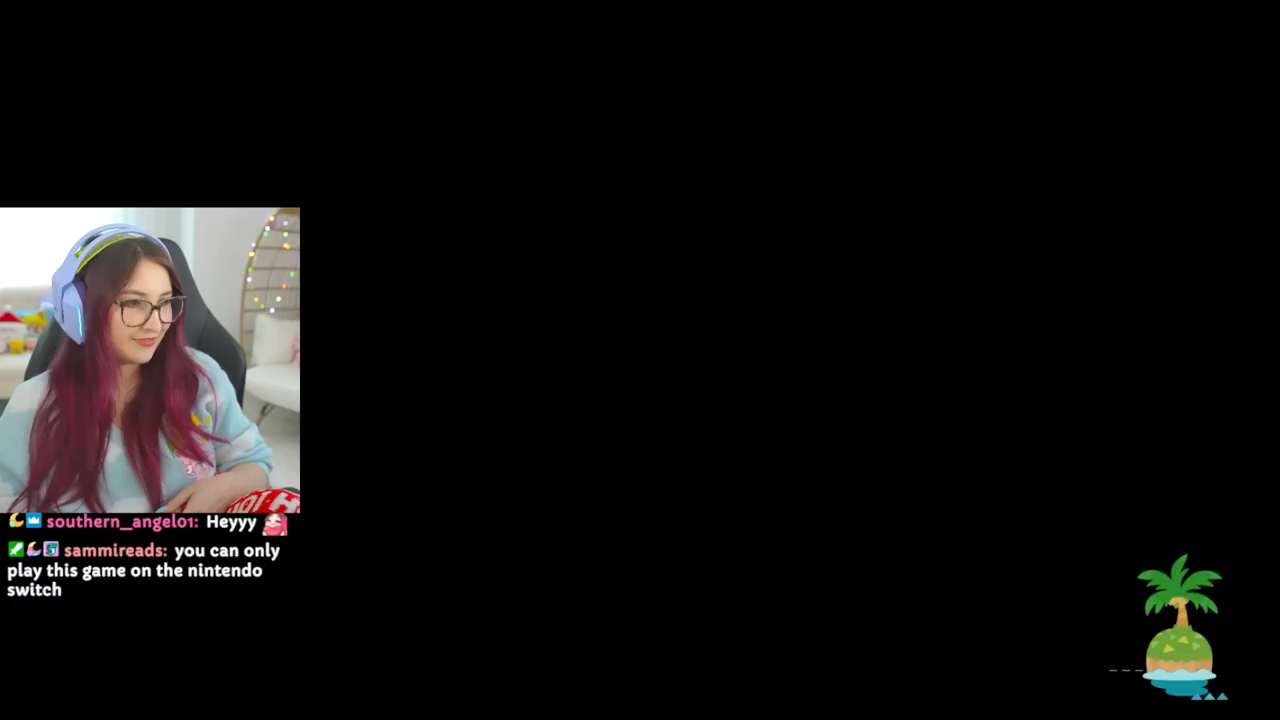 southern_angel01: Heyyy
sammireads: you can only
play this game on the nintendo
switch